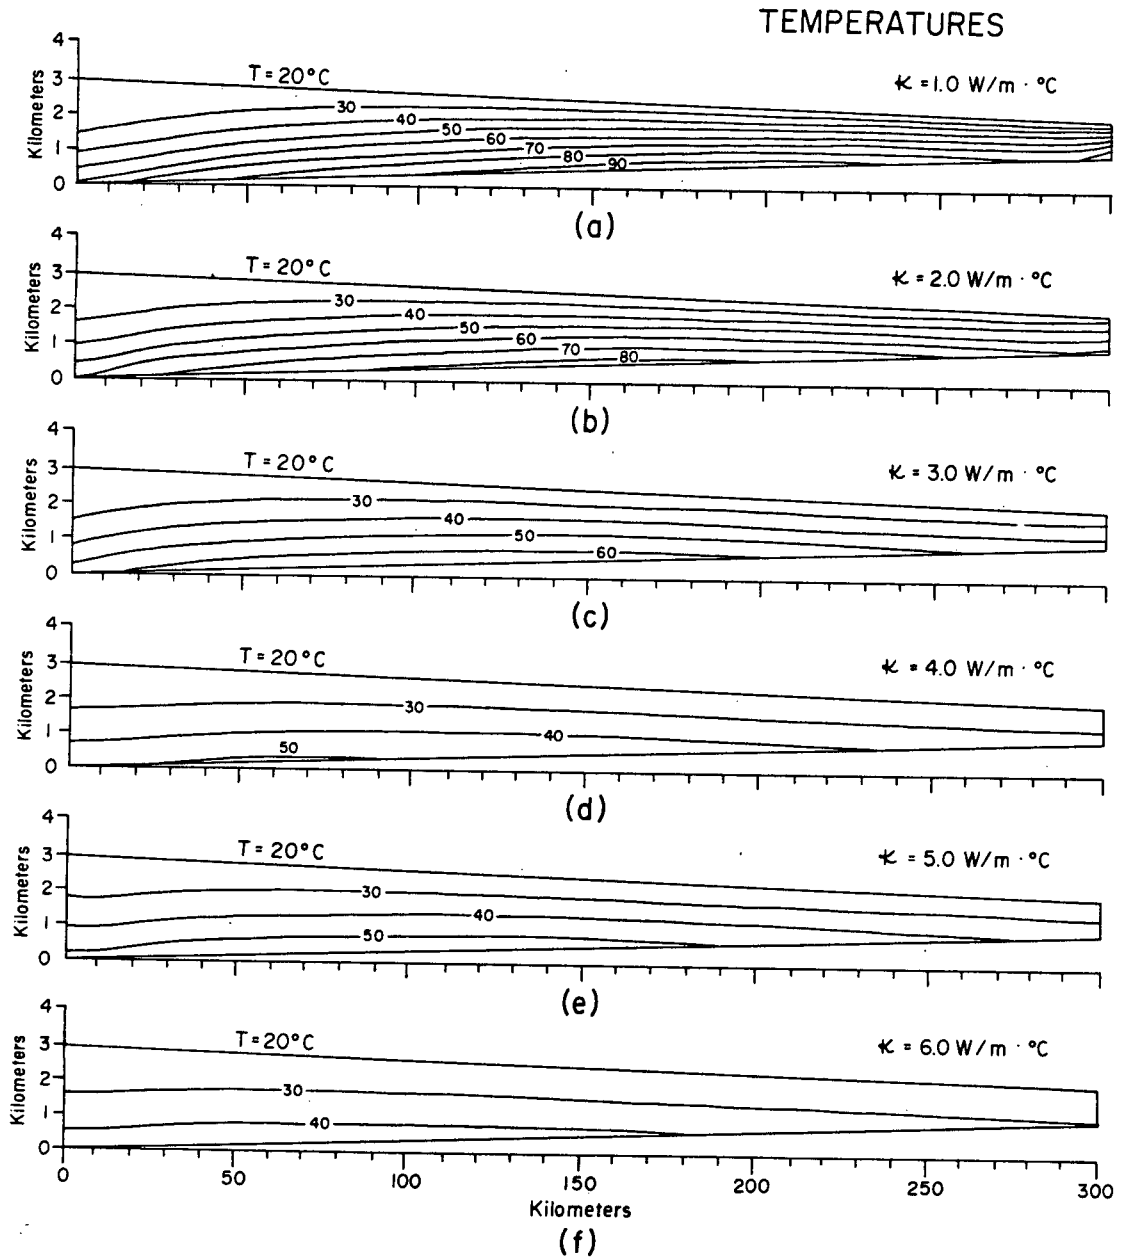 TEMPERATURES
4
3
2
1
0
Kilometers
T = 20°C
K = 1.0 W/m · °C
30
40
50
60
70
80
90
(a)
4
3
2
1
0
Kilometers
T = 20°C
K = 2.0 W/m · °C
30
40
50
60
70
80
(b)
4
3
2
1
0
Kilometers
T = 20°C
K = 3.0 W/m · °C
30
40
50
60
(c)
4
3
2
1
0
Kilometers
T = 20°C
K = 4.0 W/m · °C
30
40
50
(d)
4
3
2
1
0
Kilometers
T = 20°C
K = 5.0 W/m · °C
30
40
50
(e)
4
3
2
1
0
Kilometers
T = 20°C
K = 6.0 W/m · °C
30
40
0 50 100 150 200 250 300
Kilometers
(f)